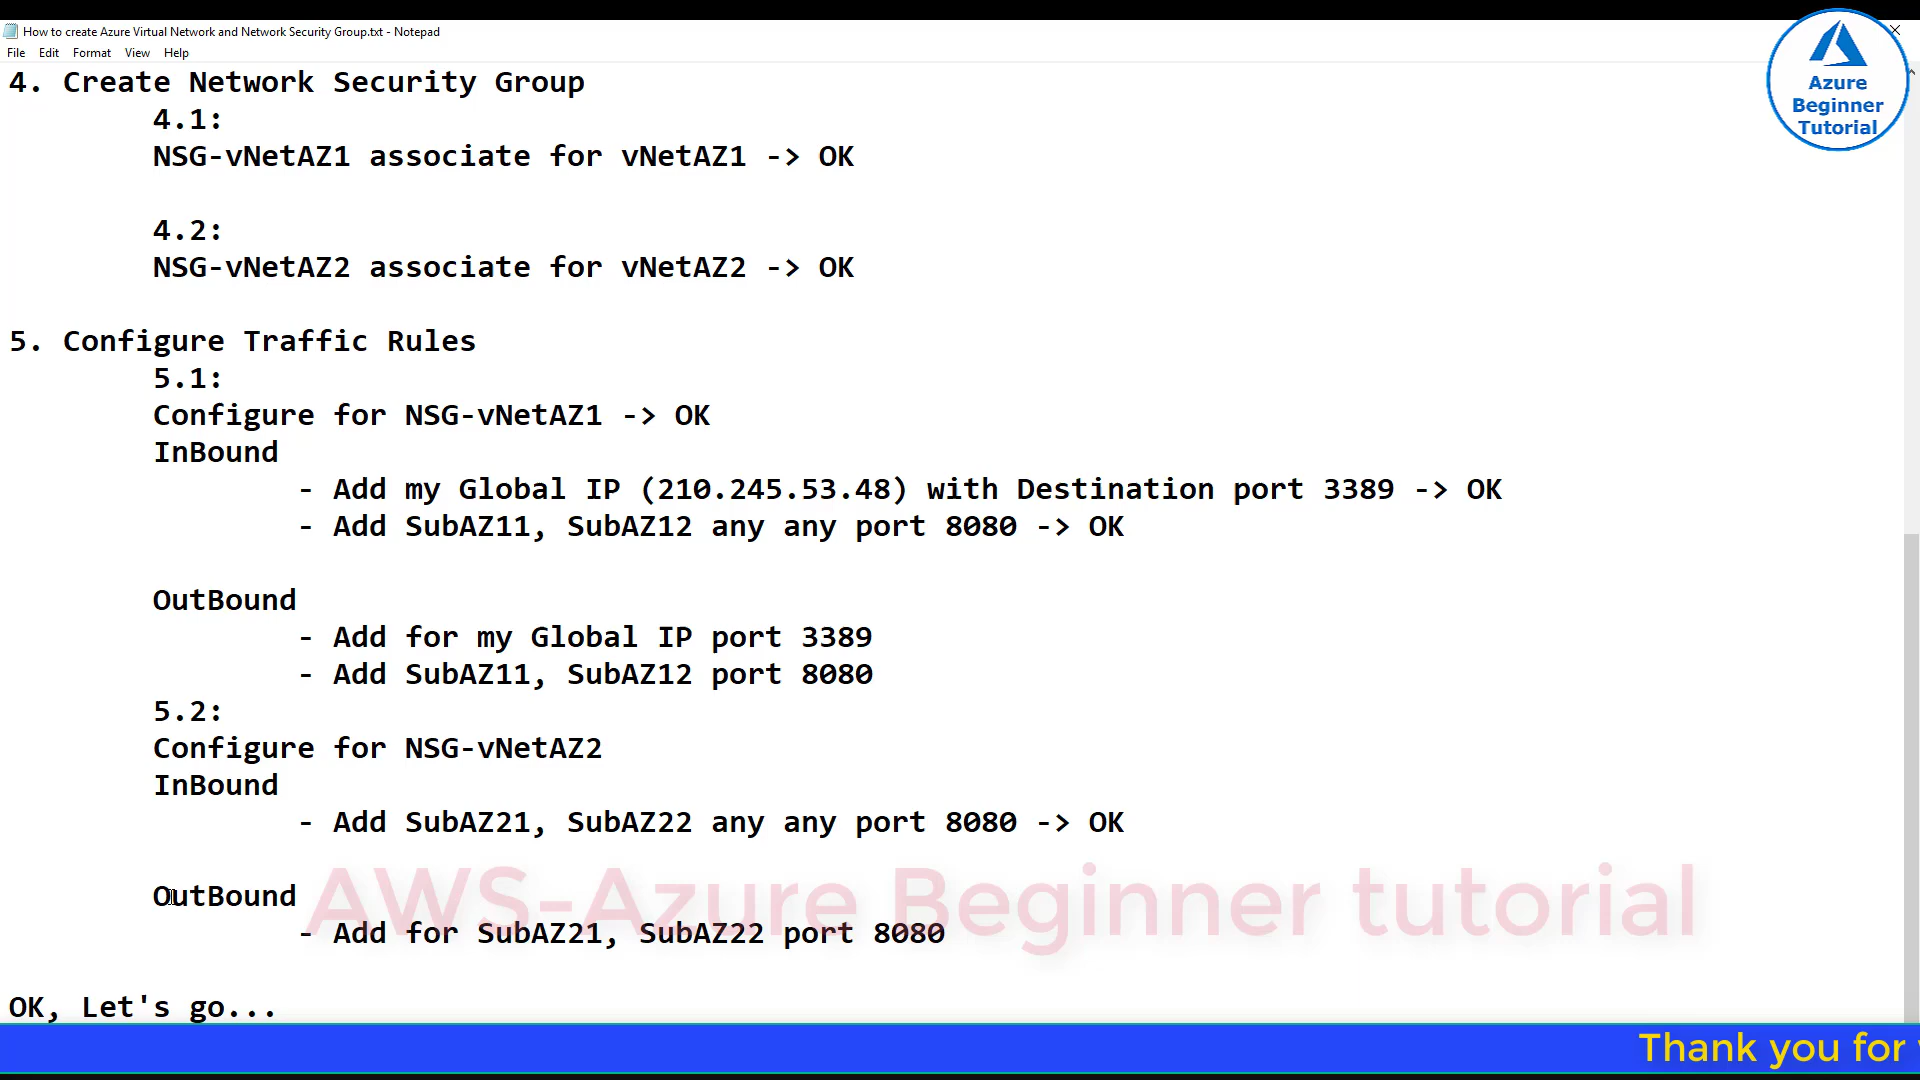 How to create Azure Virtual Network and Network Security Group.txt - Notepad
File Edit Format View Help
4. Create Network Security Group
4.1:
NSG-vNetAZ1 associate for vNetAZ1 -> OK
4.2:
NSG-vNetAZ2 associate for vNetAZ2 -> OK
5. Configure Traffic Rules
5.1:
Configure for NSG-vNetAZ1 -> OK
InBound
- Add my Global IP (210.245.53.48) with Destination port 3389 -> OK
- Add SubAZ11, SubAZ12 any any port 8080 -> OK
OutBound
- Add for my Global IP port 3389
- Add SubAZ11, SubAZ12 port 8080
5.2:
Configure for NSG-vNetAZ2
InBound
- Add SubAZ21, SubAZ22 any any port 8080 -> OK
OutBound
- Add for SubAZ21, SubAZ22 port 8080
OK, Let's go...
Azure
Beginner
Tutorial
AWS-Azure Beginner tutorial
Thank you for